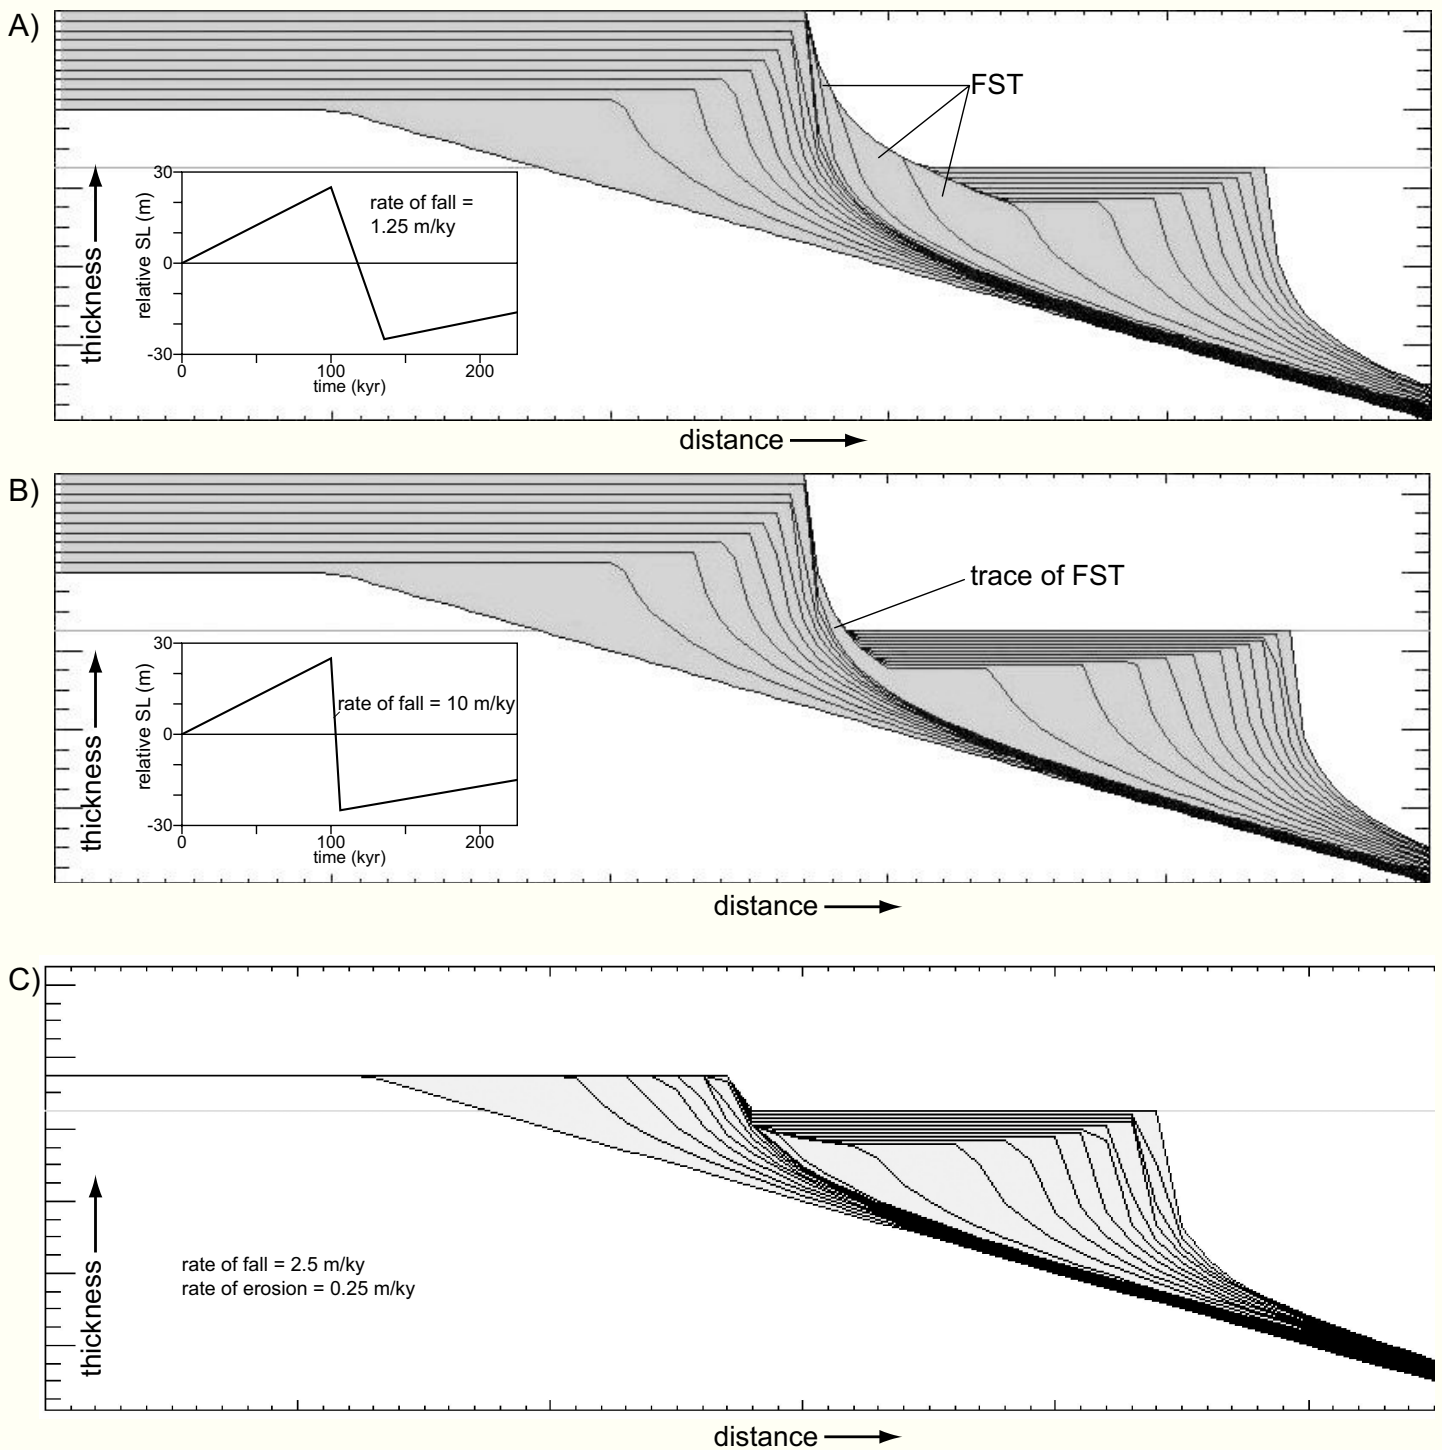 A)
FST
30
0
-30
relative SL (m)
rate of fall =
1.25 m/ky
0
100
200
time (kyr)
thickness
distance
B)
trace of FST
30
0
-30
relative SL (m)
rate of fall = 10 m/ky
0
100
200
time (kyr)
thickness
distance
C)
rate of fall = 2.5 m/ky
rate of erosion = 0.25 m/ky
thickness
distance